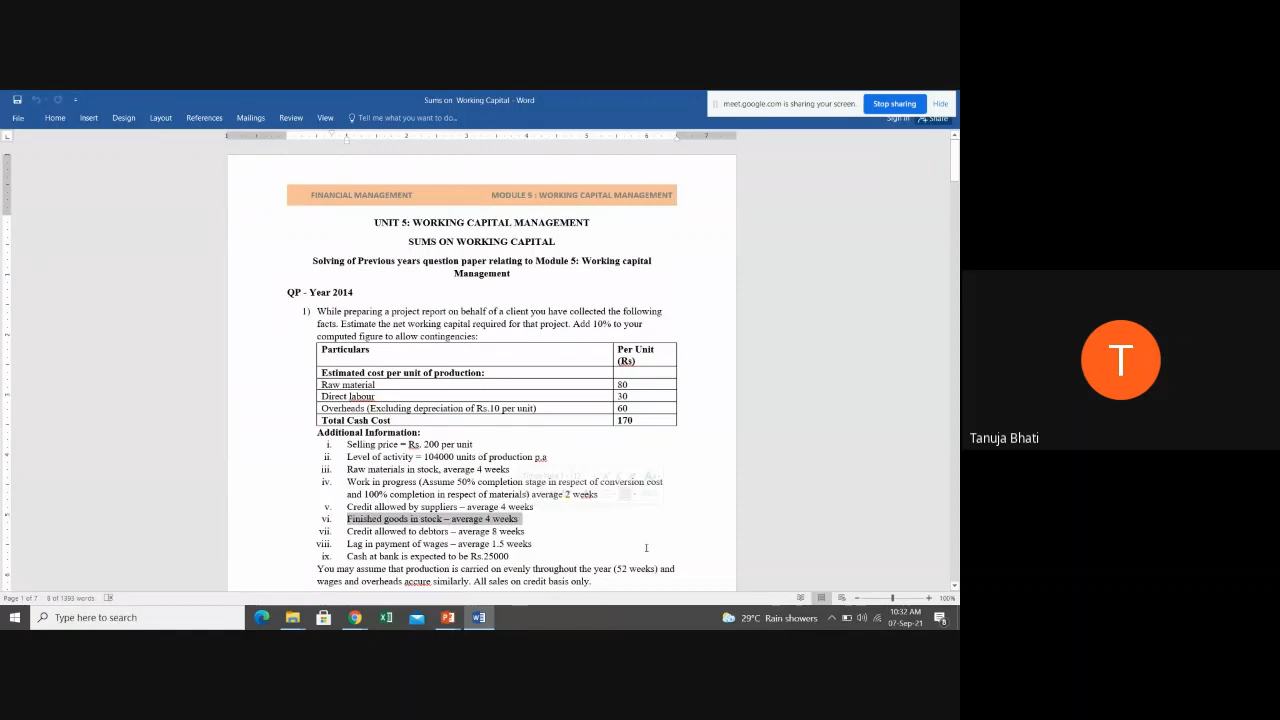 Sums on Working Capital - Word
meet.google.com is sharing your screen.
Stop sharing
Hide
File Home Insert Design Layout References Mailings Review View Tell me what you want to do... Sign in Share
FINANCIAL MANAGEMENT MODULE 5 : WORKING CAPITAL MANAGEMENT
UNIT 5: WORKING CAPITAL MANAGEMENT
SUMS ON WORKING CAPITAL
Solving of Previous years question paper relating to Module 5: Working capital
Management
QP - Year 2014
1) While preparing a project report on behalf of a client you have collected the following
facts. Estimate the net working capital required for that project. Add 10% to your
computed figure to allow contingencies:
Particulars Per Unit
(Rs)
Estimated cost per unit of production:
Raw material 80
Direct labour 30
Overheads (Excluding depreciation of Rs.10 per unit) 60
Total Cash Cost 170
Additional Information:
i. Selling price = Rs. 200 per unit
ii. Level of activity = 104000 units of production p.a
iii. Raw materials in stock, average 4 weeks
iv. Work in progress (Assume 50% completion stage in respect of conversion cost
and 100% completion in respect of materials) average 2 weeks
v. Credit allowed by suppliers – average 4 weeks
vi. Finished goods in stock – average 4 weeks
vii. Credit allowed to debtors – average 8 weeks
viii. Lag in payment of wages – average 1.5 weeks
ix. Cash at bank is expected to be Rs.25000
You may assume that production is carried on evenly throughout the year (52 weeks) and
wages and overheads accure similarly. All sales on credit basis only.
Page 1 of 7 8 of 1393 words 100%
Type here to search
29°C Rain showers
10:32 AM
07-Sep-21
T
Tanuja Bhati